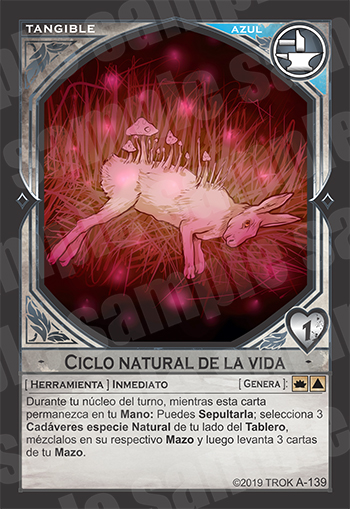 TANGIBLE
AZUL
1
CICLO NATURAL DE LA VIDA
[ HERRAMIENTA ] INMEDIATO [ GENERA ]:
Durante tu núcleo del turno, mientras esta carta
permanezca en tu Mano: Puedes Sepultarla; selecciona 3
Cadáveres especie Natural de tu lado del Tablero,
mézclalos en su respectivo Mazo y luego levanta 3 cartas
de tu Mazo.
©2019 TROK A-139